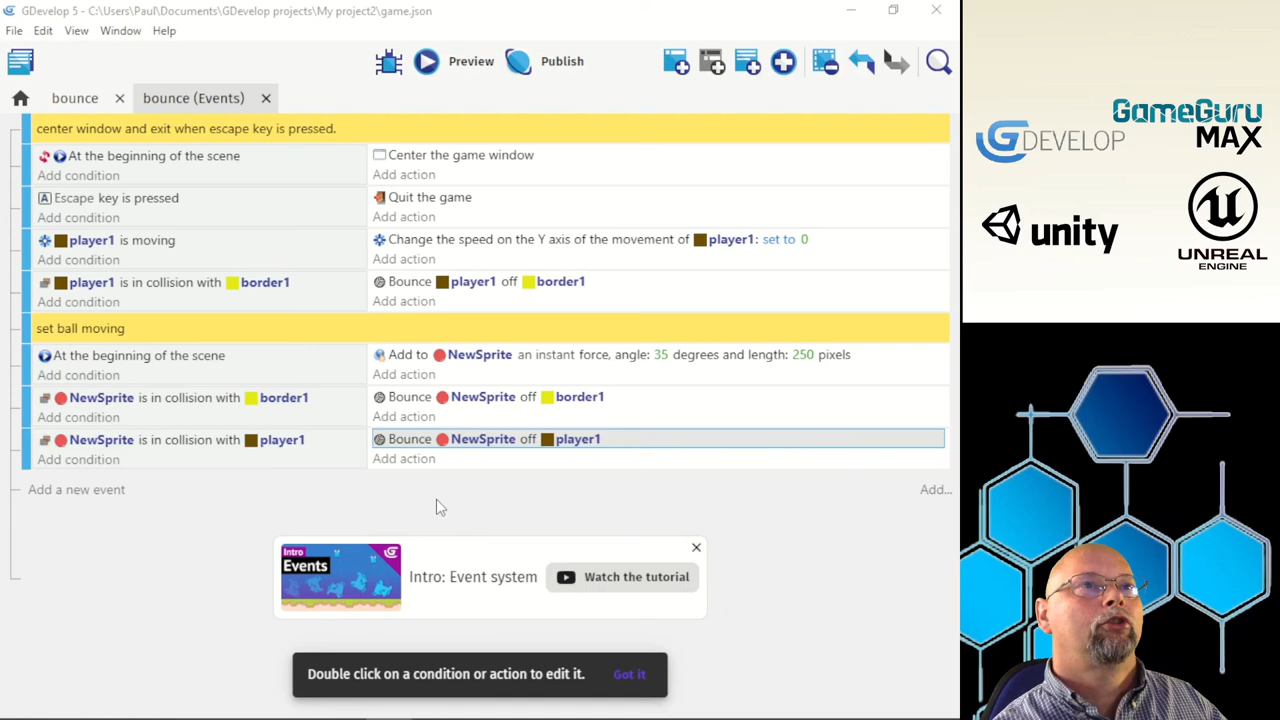 GDevelop 5 - C:\Users\Paul\Documents\GDevelop projects\My project2\game.json
File Edit View Window Help
Preview Publish
bounce bounce (Events)
center window and exit when escape key is pressed.
At the beginning of the scene Center the game window
Add condition Add action
Escape key is pressed Quit the game
Add condition Add action
player1 is moving Change the speed on the Y axis of the movement of player1: set to 0
Add condition Add action
player1 is in collision with border1 Bounce player1 off border1
Add condition Add action
set ball moving
At the beginning of the scene Add to NewSprite an instant force, angle: 35 degrees and length: 250 pixels
Add condition Add action
NewSprite is in collision with border1 Bounce NewSprite off border1
Add condition Add action
NewSprite is in collision with player1 Bounce NewSprite off player1
Add condition Add action
Add a new event Add...
Intro
Events
Intro: Event system Watch the tutorial
Double click on a condition or action to edit it. Got it
GameGuru
MAX
GDEVELOP
unity
UNREAL
ENGINE